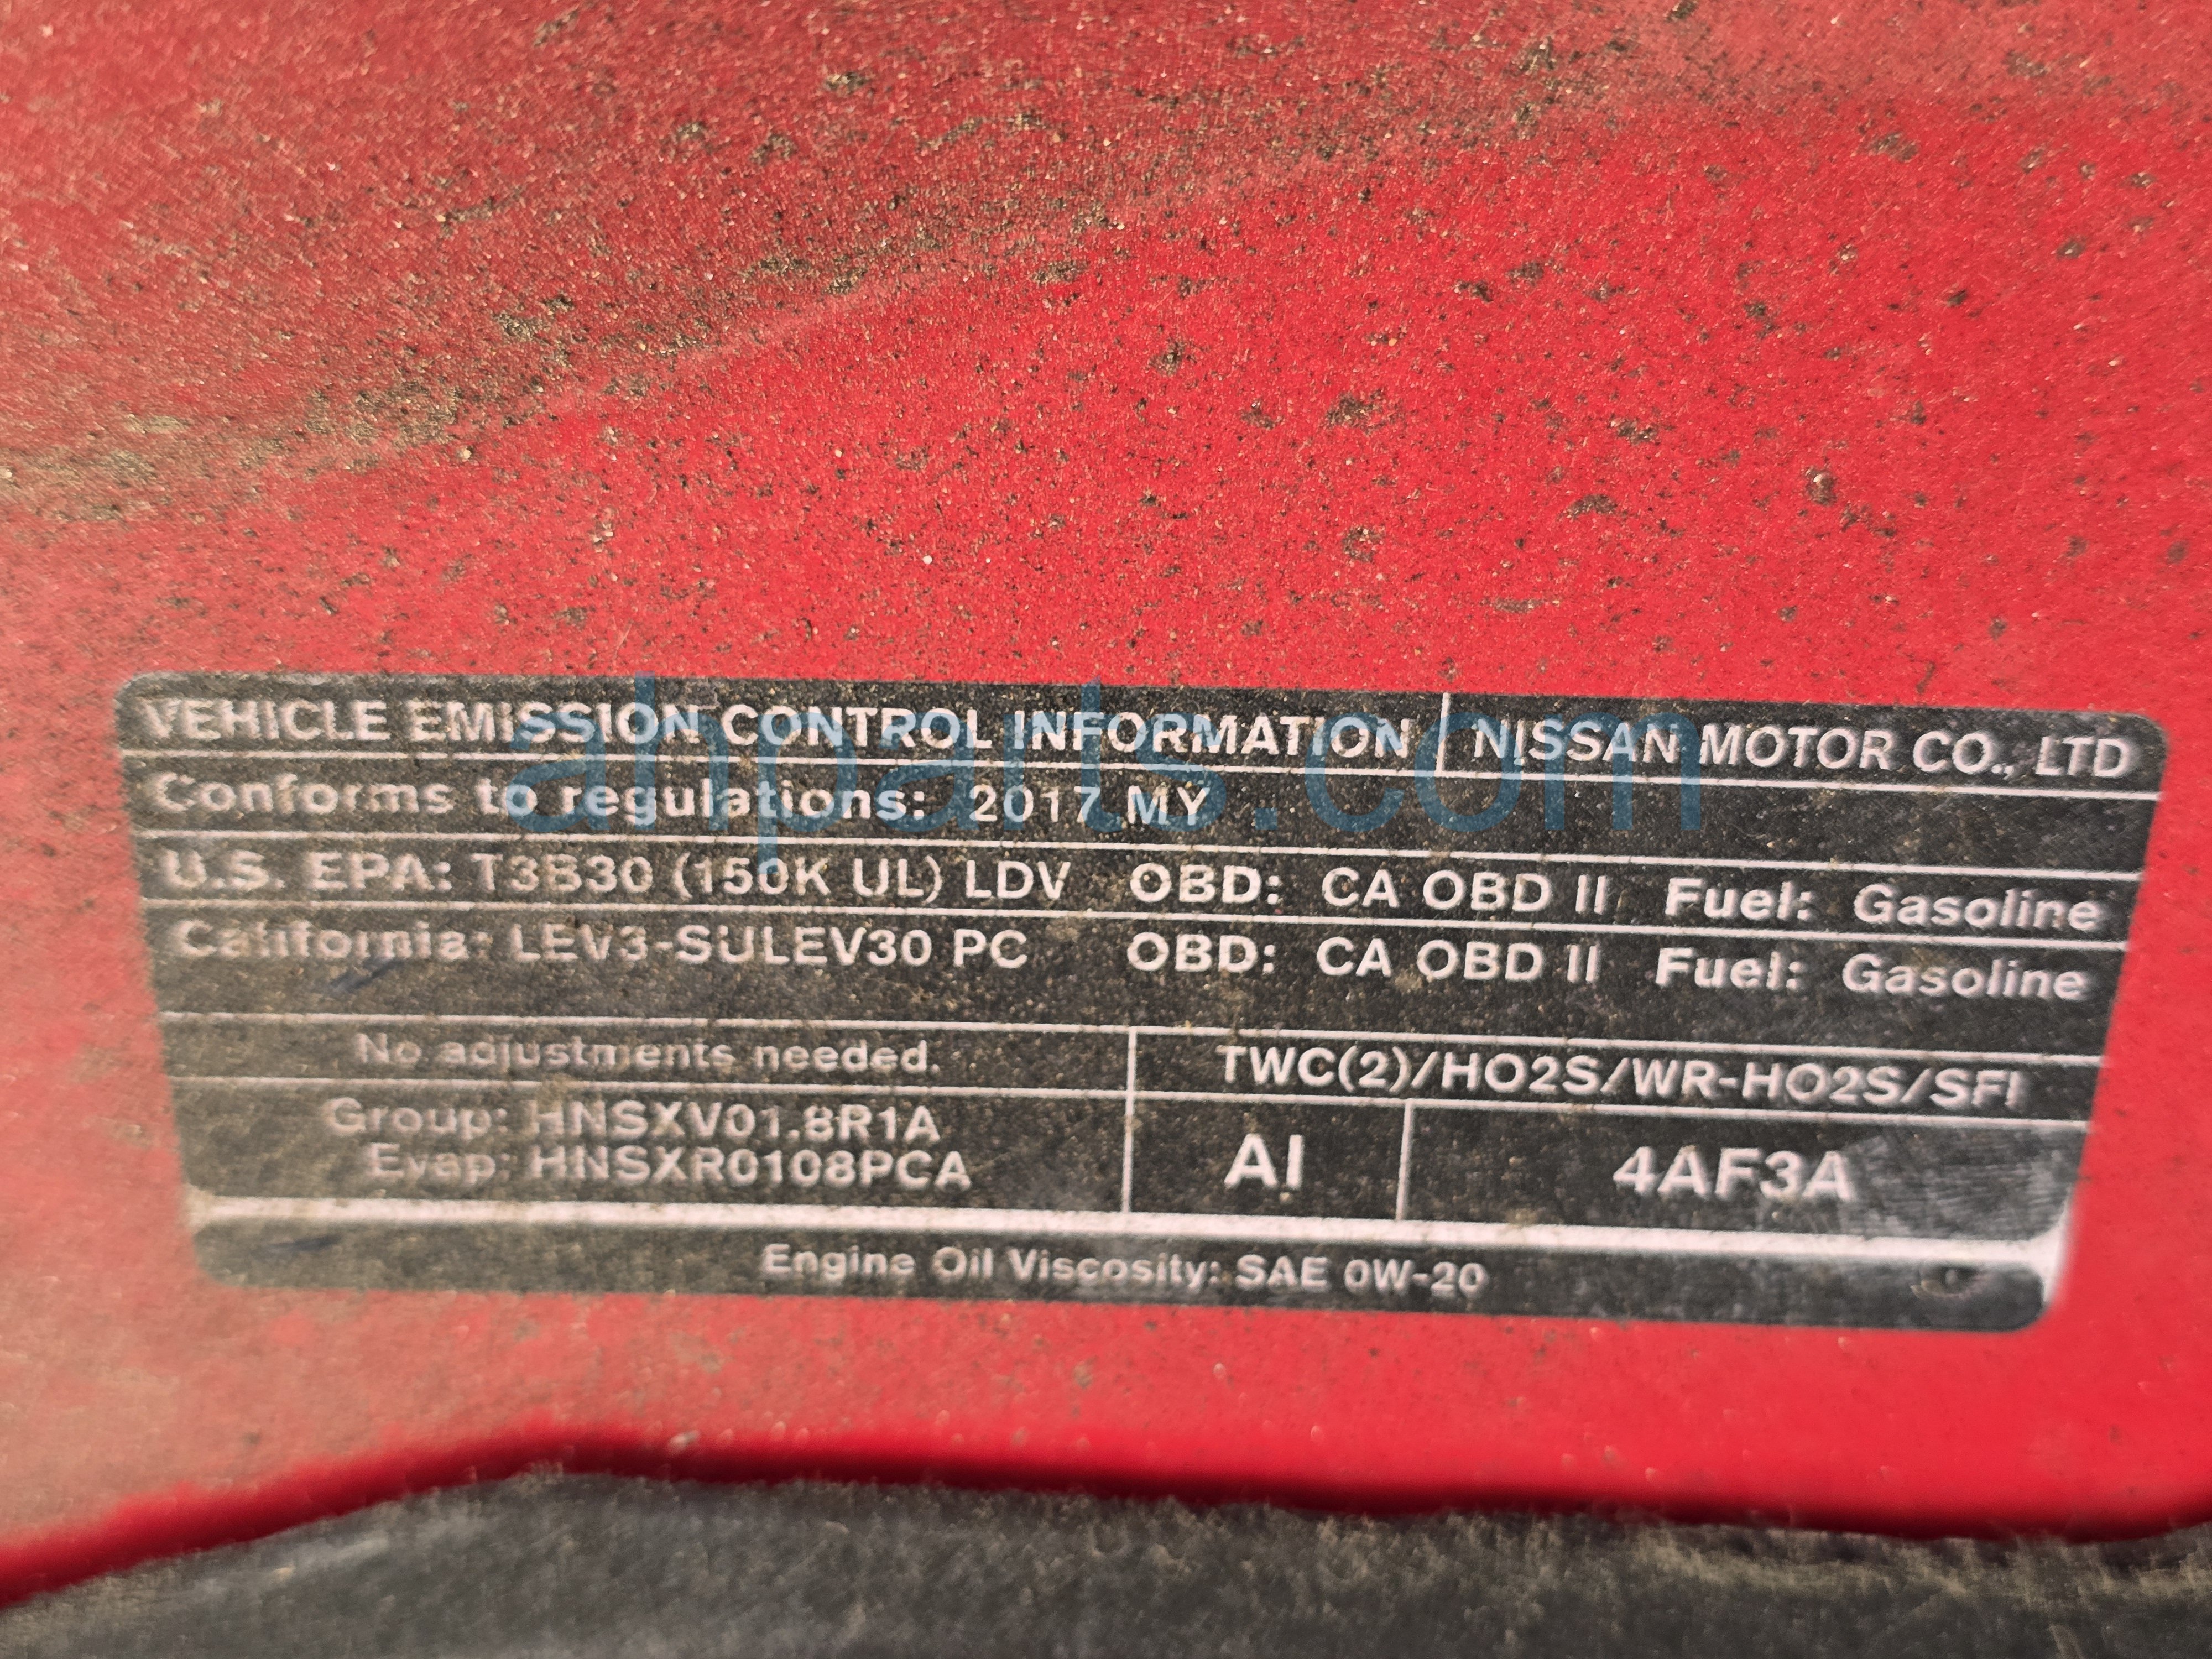 VEHICLE EMISSION CONTROL INFORMATION NISSAN MOTOR CO., LTD
Conforms to regulations: 2017 MY
U.S. EPA: T3B30 (150K UL) LDV OBD: CA OBD II Fuel: Gasoline
California: LEV3-SULEV30 PC OBD: CA OBD II Fuel: Gasoline
No adjustments needed. TWC(2)/HO2S/WR-HO2S/SFI
Group: HNSXV01.8R1A
Evap: HNSXR0108PCA
AI 4AF3A
Engine Oil Viscosity: SAE 0W-20
ahparts.com